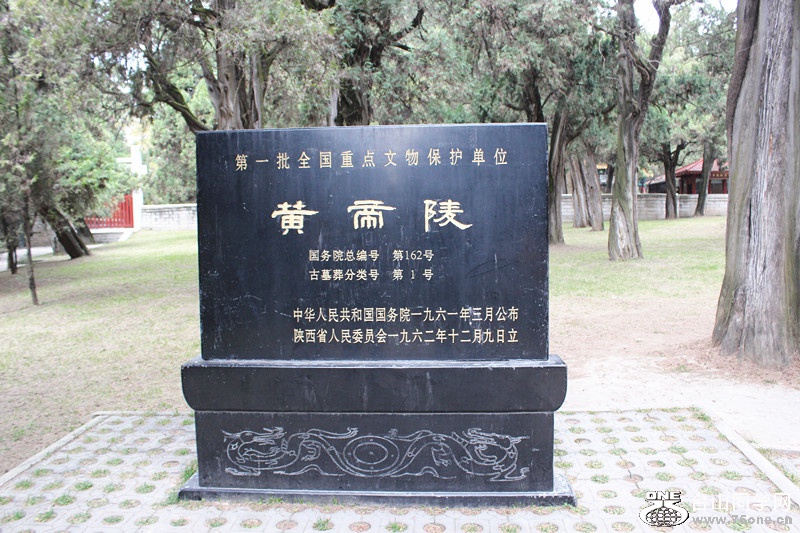 第一批全国重点文物保护单位
黄帝陵
国务院总编号 第162号
古墓葬分类号 第 1 号
中华人民共和国国务院一九六一年三月公布
陕西省人民委员会一九六二年十二月九日立
ONE
www.76one.cn